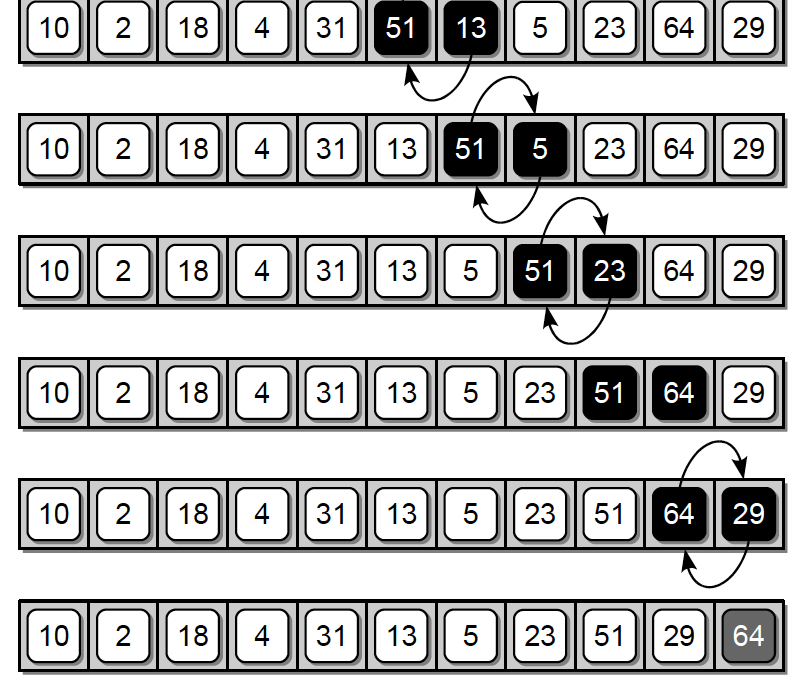 10 2 18 4 31 51 13 5 23 64 29
10 2 18 4 31 13 51 5 23 64 29
10 2 18 4 31 13 5 51 23 64 29
10 2 18 4 31 13 5 23 51 64 29
10 2 18 4 31 13 5 23 51 64 29
10 2 18 4 31 13 5 23 51 29 64